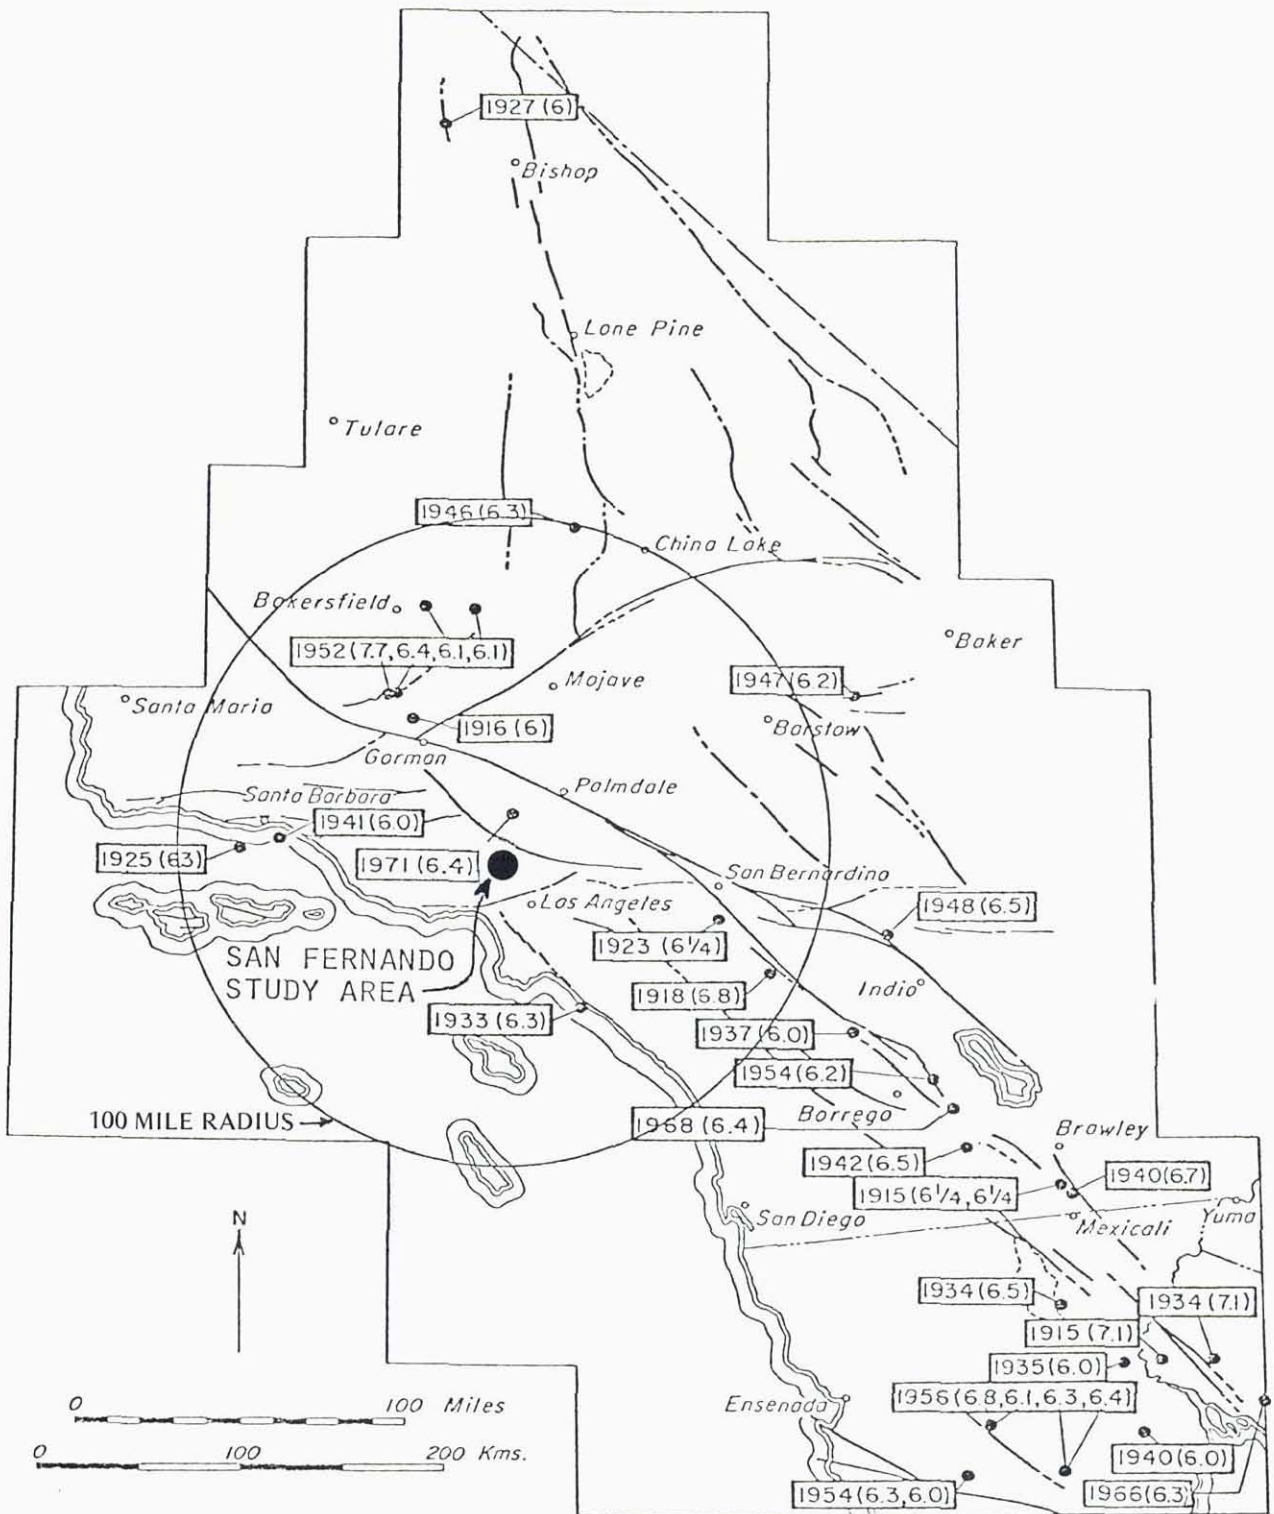 1927 (6)
Bishop
Lone Pine
Tulare
1946 (6.3)
China Lake
Bakersfield
Baker
1952 (7.7, 6.4, 6.1, 6.1)
Mojave
1947 (6.2)
Santa Maria
1916 (6)
Barstow
Gorman
Palmdale
Santa Barbara
1941 (6.0)
1925 (63)
1971 (6.4)
San Bernardino
Los Angeles
1948 (6.5)
1923 (6 1/4)
SAN FERNANDO
STUDY AREA
1918 (6.8)
Indio
1933 (6.3)
1937 (6.0)
1954 (6.2)
100 MILE RADIUS
1968 (6.4)
Borrego
Brawley
1942 (6.5)
1940 (6.7)
1915 (6 1/4, 6 1/4
San Diego
Mexicali
Yuma
N
1934 (6.5)
1934 (7.1)
1915 (7.1)
1935 (6.0)
1956 (6.8, 6.1, 6.3, 6.4)
Ensenada
0 100 Miles
0 100 200 Kms.
1940 (6.0)
1954 (6.3, 6.0)
1966 (6.3)